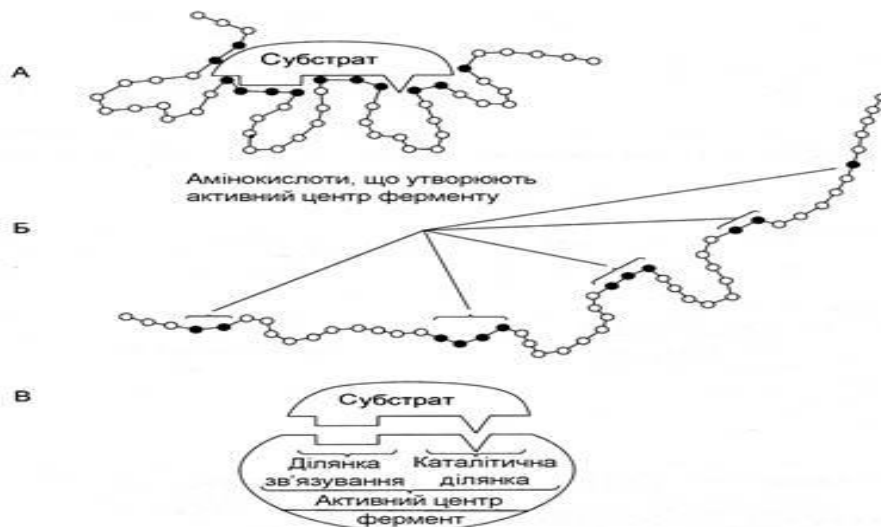 А
Субстрат
Амінокислоти, що утворюють
активний центр ферменту
Б
В
Субстрат
Ділянка Каталітична
зв'язування ділянка
Активний центр
фермент